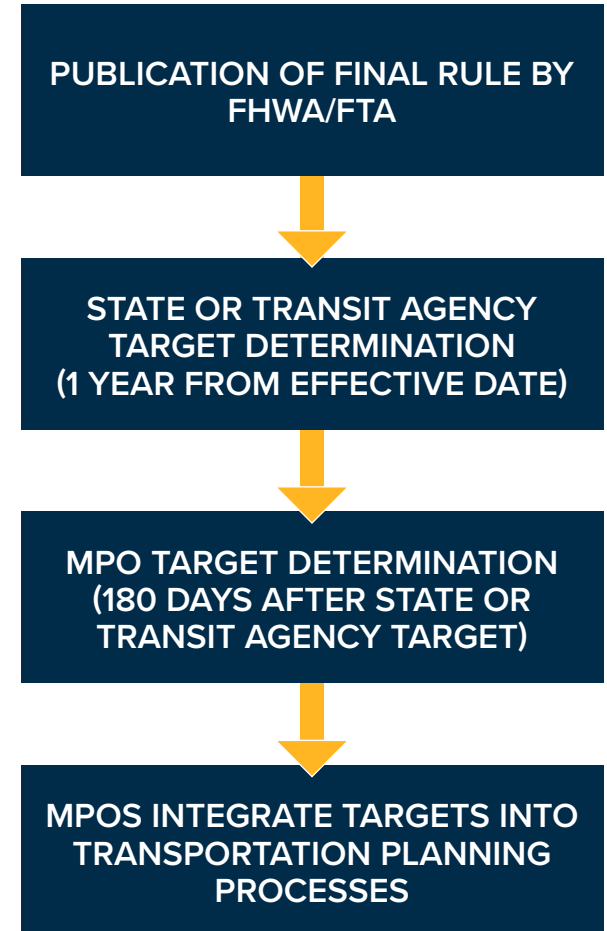 PUBLICATION OF FINAL RULE BY
FHWA/FTA
STATE OR TRANSIT AGENCY
TARGET DETERMINATION
(1 YEAR FROM EFFECTIVE DATE)
MPO TARGET DETERMINATION
(180 DAYS AFTER STATE OR
TRANSIT AGENCY TARGET)
MPOS INTEGRATE TARGETS INTO
TRANSPORTATION PLANNING
PROCESSES